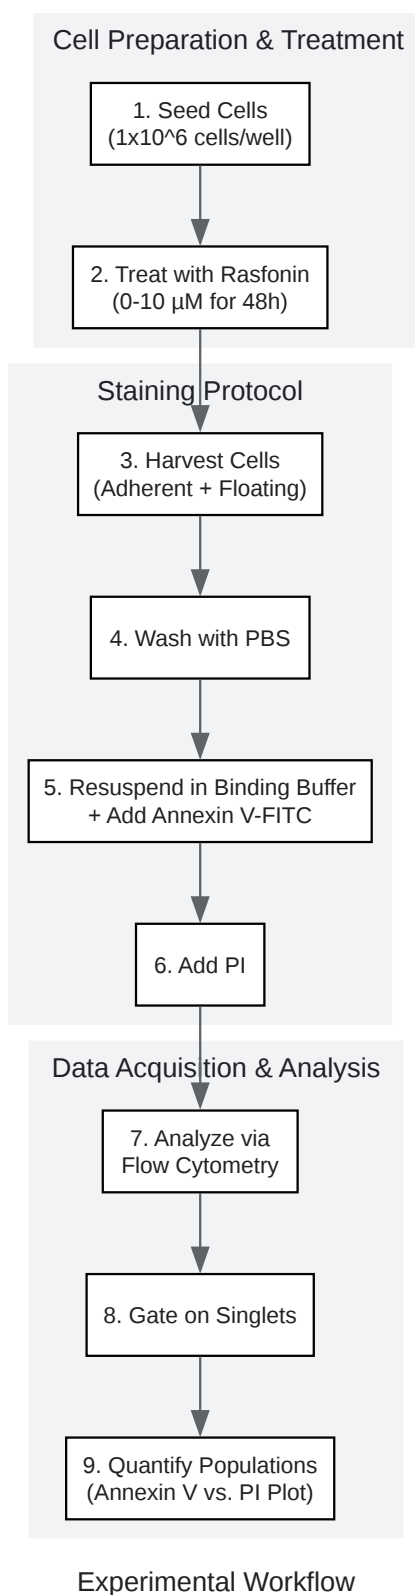 Cell Preparation & Treatment
1. Seed Cells
(1x10^6 cells/well)
2. Treat with Rasfonin
(0-10 µM for 48h)
Staining Protocol
3. Harvest Cells
(Adherent + Floating)
4. Wash with PBS
5. Resuspend in Binding Buffer
+ Add Annexin V-FITC
6. Add PI
Data Acquisition & Analysis
7. Analyze via
Flow Cytometry
8. Gate on Singlets
9. Quantify Populations
(Annexin V vs. PI Plot)
Experimental Workflow